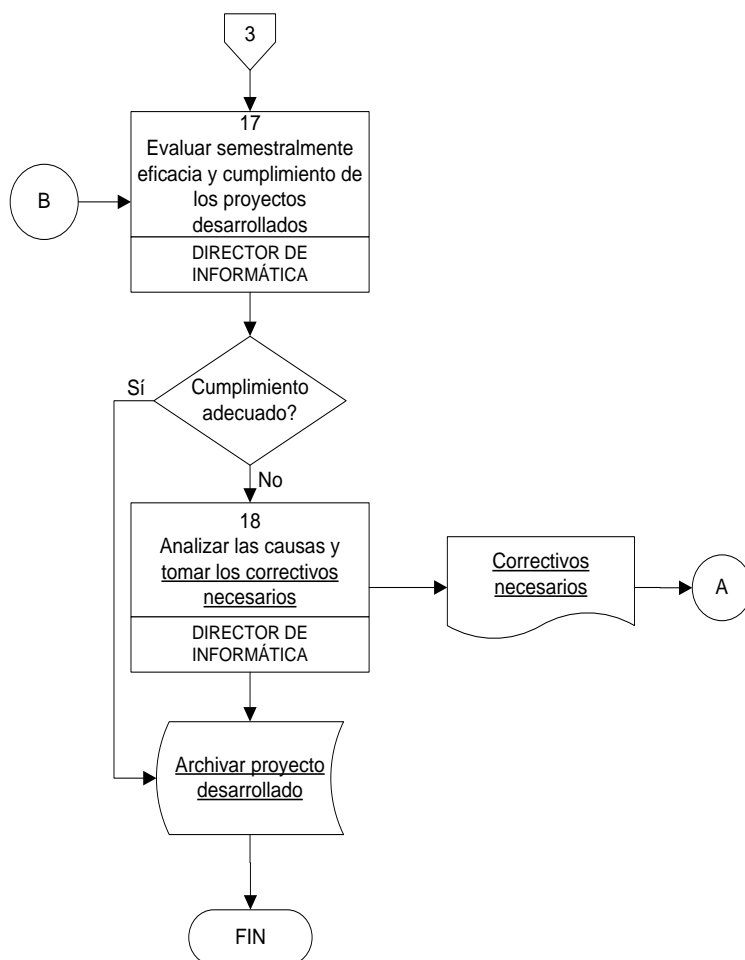 3
17
Evaluar semestralmente
eficacia y cumplimiento de
los proyectos
desarrollados
B
DIRECTOR DE
INFORMÁTICA
Sí
Cumplimiento
adecuado?
No
18
Analizar las causas y
tomar los correctivos
necesarios
DIRECTOR DE
INFORMÁTICA
Correctivos
necesarios
A
Archivar proyecto
desarrollado
FIN